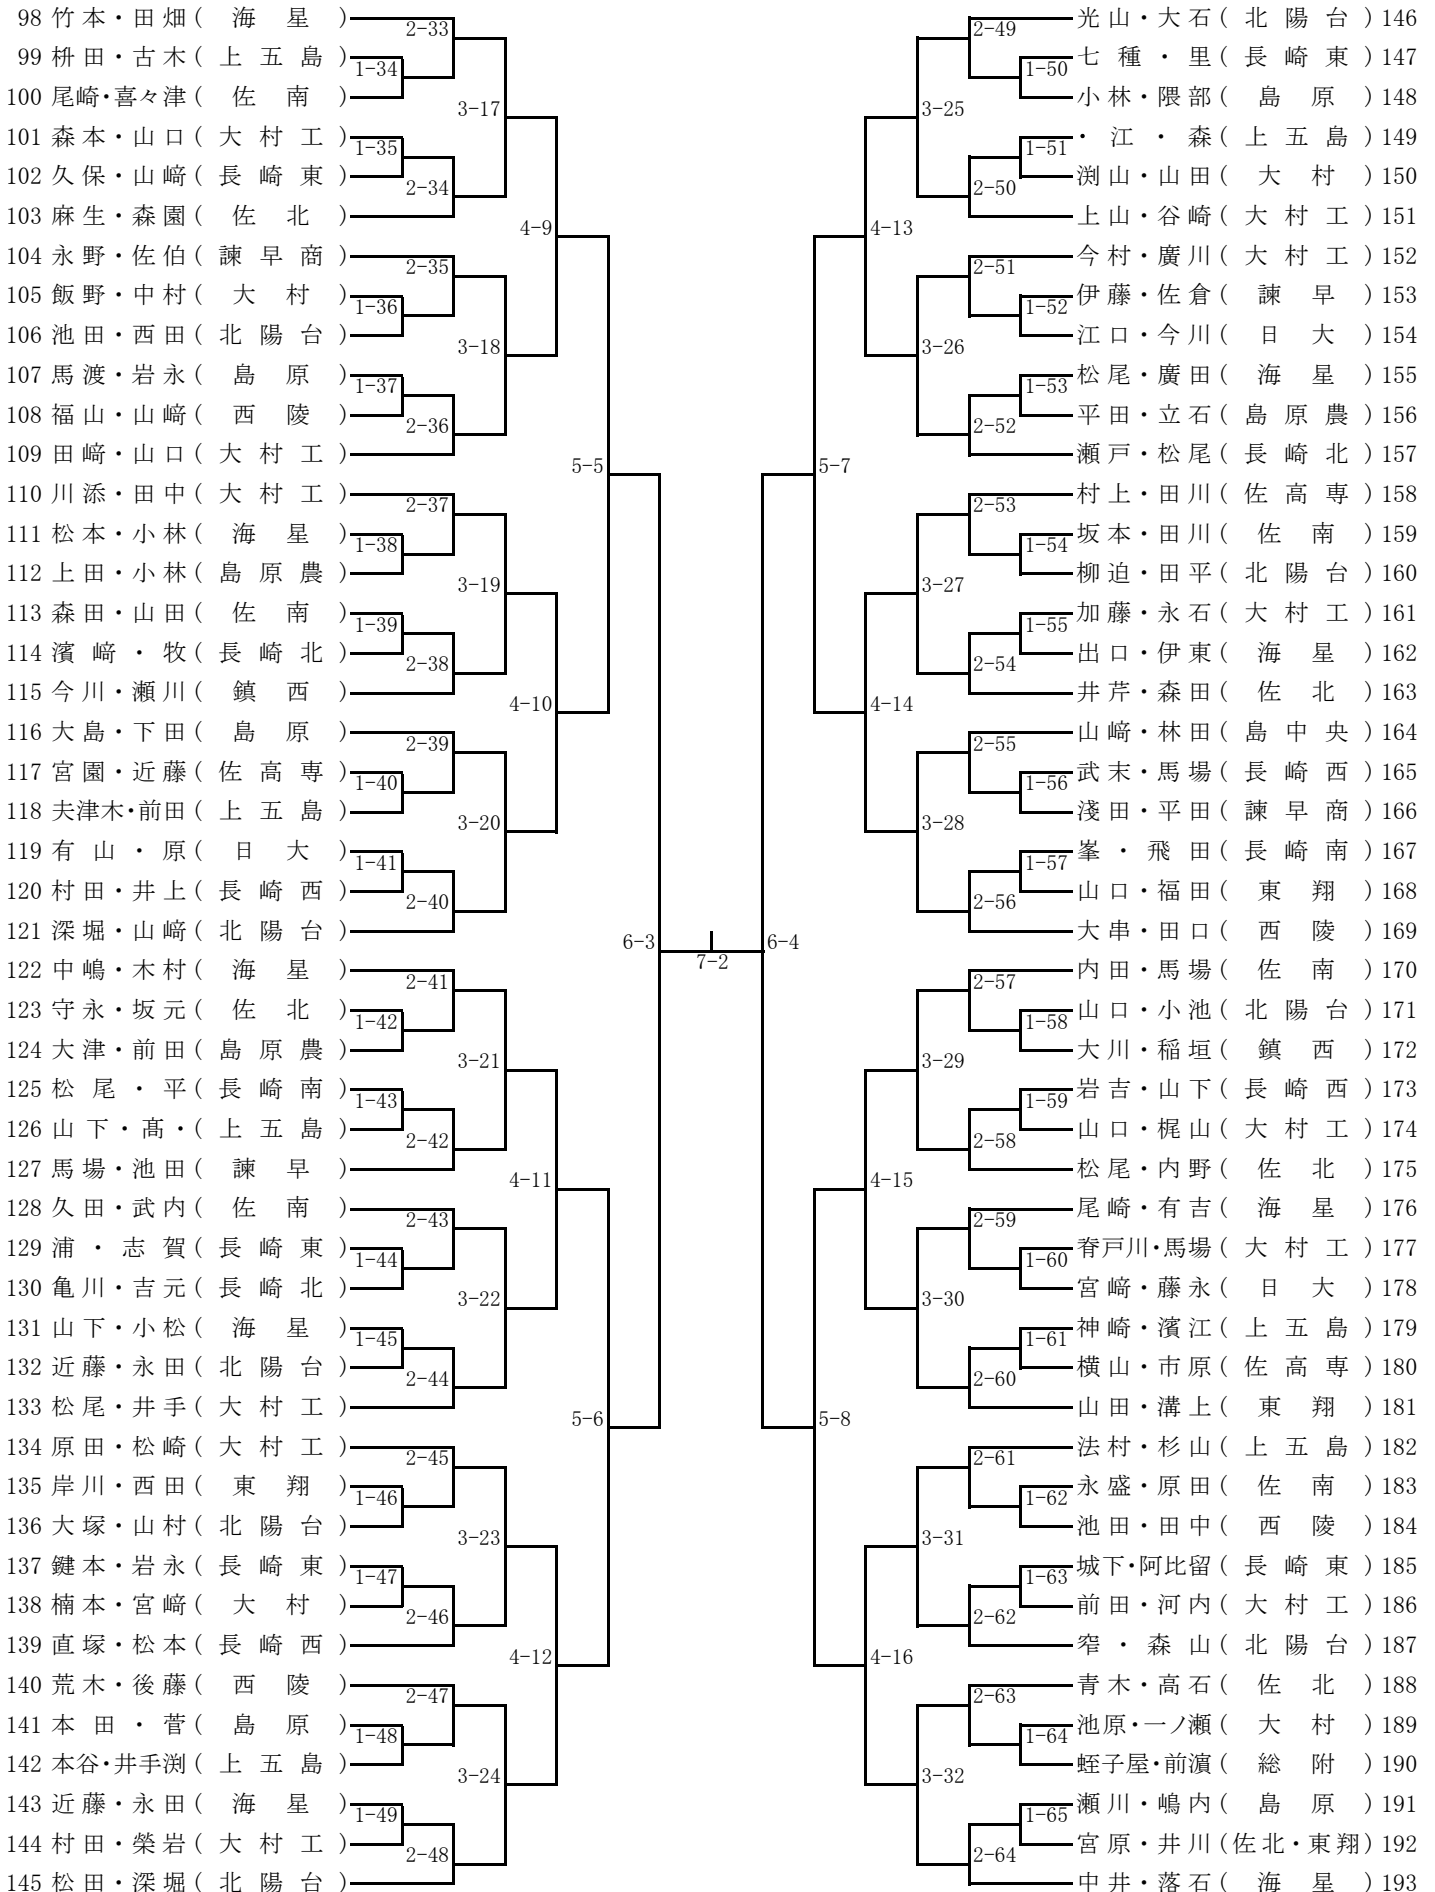 98 竹本・田畑( 海 星 )
2-33
99 枡田・古木( 上 五 島 )
1-34
100 尾崎・喜々津( 佐 南 )
3-17
101 森本・山口( 大 村 工 )
1-35
102 久保・山﨑( 長 崎 東 )
2-34
103 麻生・森園( 佐 北 )
4-9
104 永野・佐伯( 諫 早 商 )
2-35
105 飯野・中村( 大 村 )
1-36
106 池田・西田( 北 陽 台 )
3-18
107 馬渡・岩永( 島 原 )
1-37
108 福山・山﨑( 西 陵 )
2-36
109 田﨑・山口( 大 村 工 )
5-5
110 川添・田中( 大 村 工 )
2-37
111 松本・小林( 海 星 )
1-38
112 上田・小林( 島 原 農 )
3-19
113 森田・山田( 佐 南 )
1-39
114 濱﨑・牧( 長 崎 北 )
2-38
115 今川・瀬川( 鎮 西 )
4-10
116 大島・下田( 島 原 )
2-39
117 宮園・近藤( 佐 高 専 )
1-40
118 夫津木・前田( 上 五 島 )
3-20
119 有山・原( 日 大 )
1-41
120 村田・井上( 長 崎 西 )
2-40
121 深堀・山﨑( 北 陽 台 )
6-3
7-2
122 中嶋・木村( 海 星 )
2-41
123 守永・坂元( 佐 北 )
1-42
124 大津・前田( 島 原 農 )
3-21
125 松尾・平( 長 崎 南 )
1-43
126 山下・髙・( 上 五 島 )
2-42
127 馬場・池田( 諫 早 )
4-11
128 久田・武内( 佐 南 )
2-43
129 浦・志賀( 長 崎 東 )
1-44
130 亀川・吉元( 長 崎 北 )
3-22
131 山下・小松( 海 星 )
1-45
132 近藤・永田( 北 陽 台 )
2-44
133 松尾・井手( 大 村 工 )
5-6
134 原田・松崎( 大 村 工 )
2-45
135 岸川・西田( 東 翔 )
1-46
136 大塚・山村( 北 陽 台 )
3-23
137 鍵本・岩永( 長 崎 東 )
1-47
138 楠本・宮﨑( 大 村 )
2-46
139 直塚・松本( 長 崎 西 )
4-12
140 荒木・後藤( 西 陵 )
2-47
141 本田・菅( 島 原 )
1-48
142 本谷・井手渕( 上 五 島 )
3-24
143 近藤・永田( 海 星 )
1-49
144 村田・榮岩( 大 村 工 )
2-48
145 松田・深堀( 北 陽 台 )
光山・大石( 北 陽 台 )146
2-49
七種・里( 長 崎 東 )147
1-50
小林・隈部( 島 原 )148
3-25
・江・森( 上 五 島 )149
1-51
渕山・山田( 大 村 )150
2-50
上山・谷崎( 大 村 工 )151
4-13
今村・廣川( 大 村 工 )152
2-51
伊藤・佐倉( 諫 早 )153
1-52
江口・今川( 日 大 )154
3-26
松尾・廣田( 海 星 )155
1-53
平田・立石( 島 原 農 )156
2-52
瀬戸・松尾( 長 崎 北 )157
5-7
村上・田川( 佐 高 専 )158
2-53
坂本・田川( 佐 南 )159
1-54
柳迫・田平( 北 陽 台 )160
3-27
加藤・永石( 大 村 工 )161
1-55
出口・伊東( 海 星 )162
2-54
井芹・森田( 佐 北 )163
4-14
山﨑・林田( 島 中 央 )164
2-55
武末・馬場( 長 崎 西 )165
1-56
淺田・平田( 諫 早 商 )166
3-28
峯・飛田( 長 崎 南 )167
1-57
山口・福田( 東 翔 )168
2-56
大串・田口( 西 陵 )169
6-4
内田・馬場( 佐 南 )170
2-57
山口・小池( 北 陽 台 )171
1-58
大川・稲垣( 鎮 西 )172
3-29
岩吉・山下( 長 崎 西 )173
1-59
山口・梶山( 大 村 工 )174
2-58
松尾・内野( 佐 北 )175
4-15
尾崎・有吉( 海 星 )176
2-59
脊戸川・馬場( 大 村 工 )177
1-60
宮﨑・藤永( 日 大 )178
3-30
神崎・濱江( 上 五 島 )179
1-61
横山・市原( 佐 高 専 )180
2-60
山田・溝上( 東 翔 )181
5-8
法村・杉山( 上 五 島 )182
2-61
永盛・原田( 佐 南 )183
1-62
池田・田中( 西 陵 )184
3-31
城下・阿比留( 長 崎 東 )185
1-63
前田・河内( 大 村 工 )186
2-62
窄・森山( 北 陽 台 )187
4-16
青木・高石( 佐 北 )188
2-63
池原・一ノ瀬( 大 村 )189
1-64
蛭子屋・前濵( 総 附 )190
3-32
瀬川・嶋内( 島 原 )191
1-65
宮原・井川(佐北・東翔)192
2-64
中井・落石( 海 星 )193